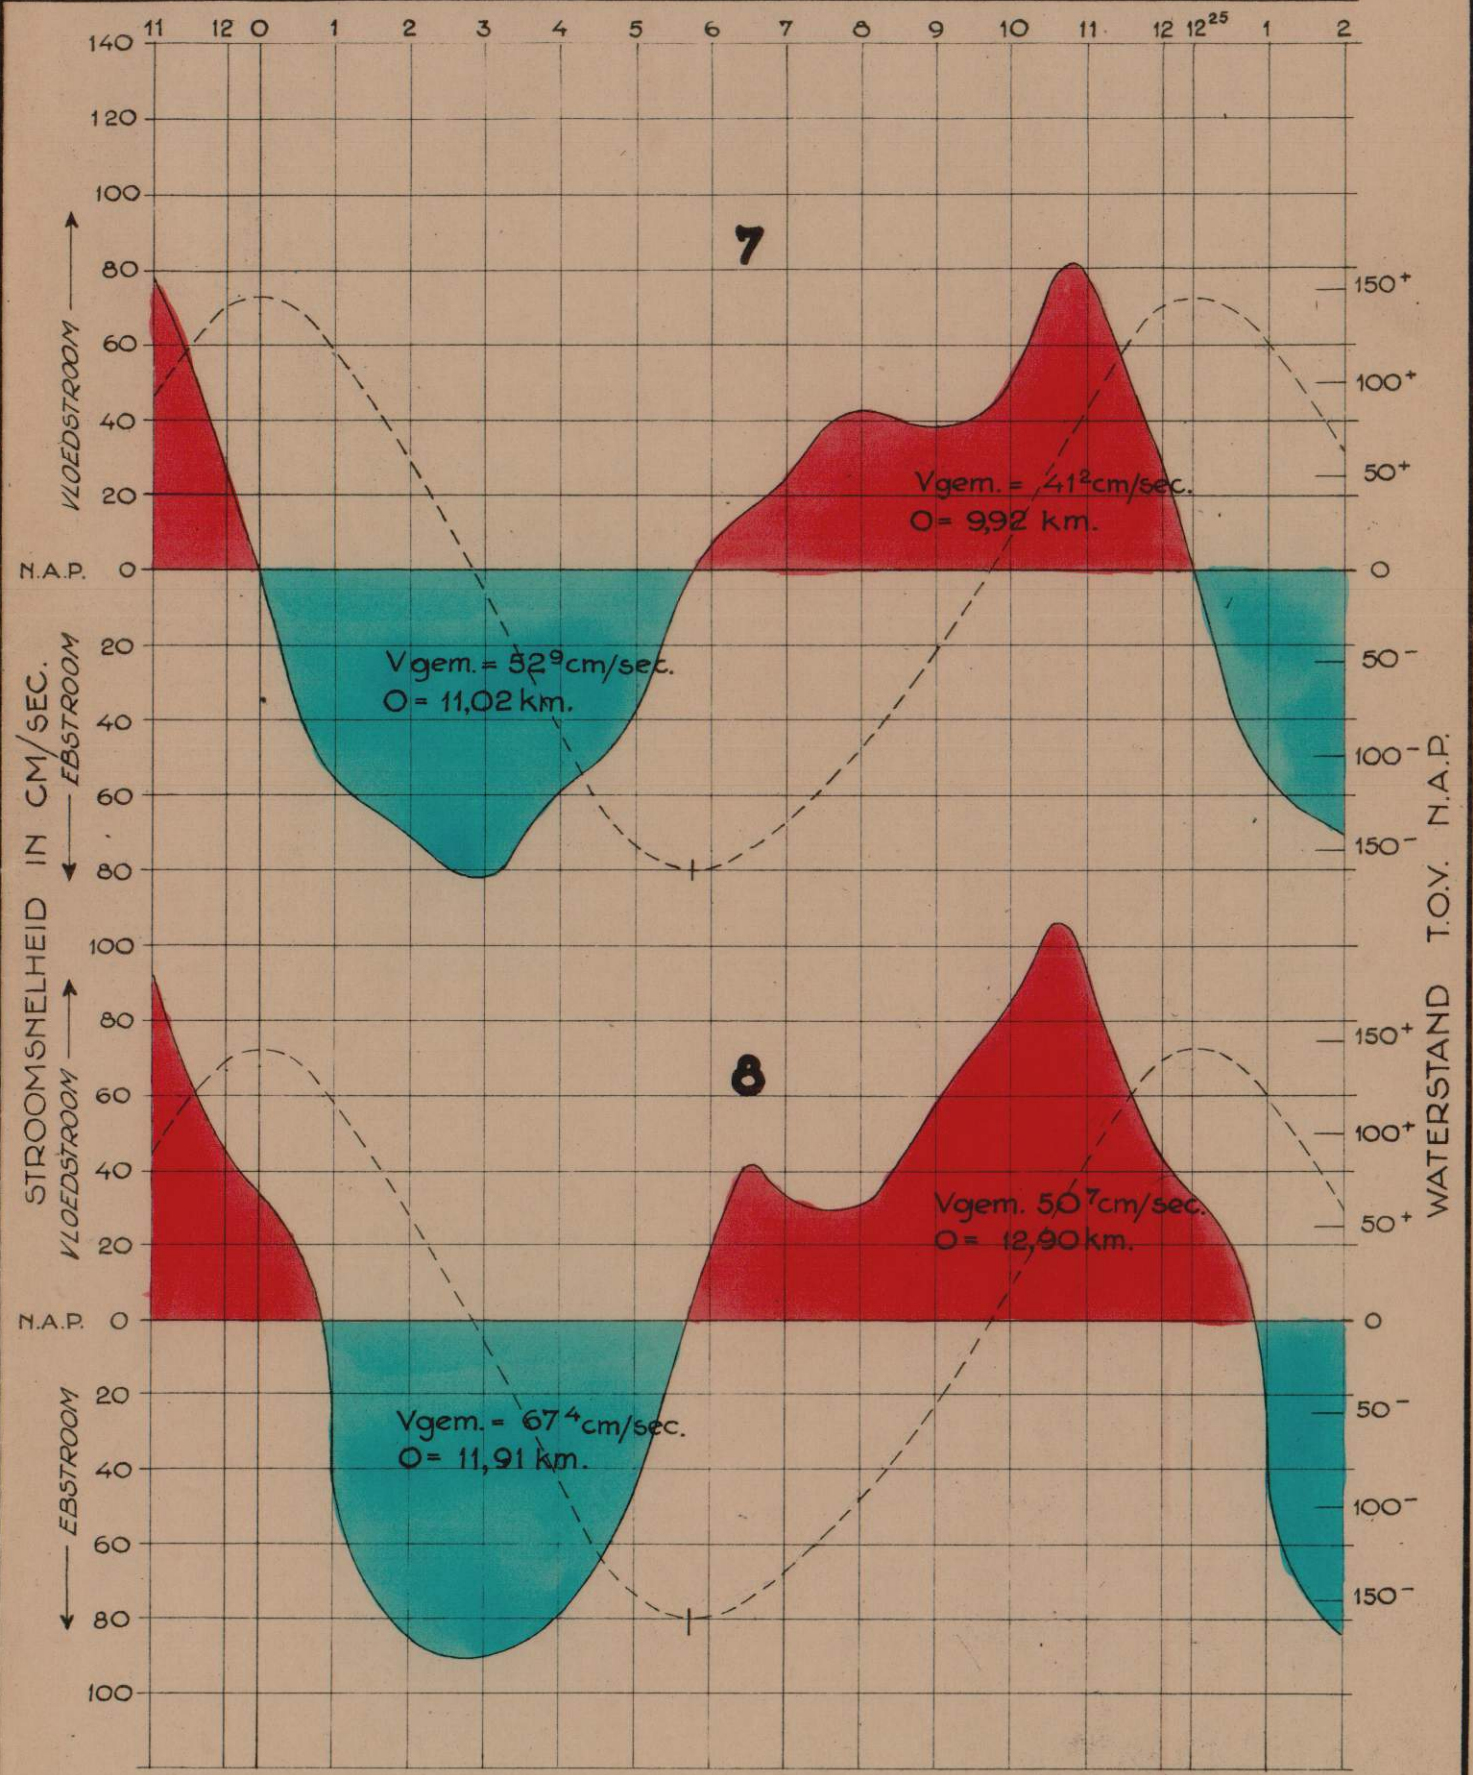 11 12 0 1 2 3 4 5 6 7 8 9 10 11 12 12²⁵ 1 2
140
120
100
80
60
40
20
N.A.P. 0
20
40
60
80
100
80
60
40
20
N.A.P. 0
20
40
60
80
100
STROOMSNELHEID IN CM/SEC.
VLOEDSTROOM
EBSTROOM
VLOEDSTROOM
EBSTROOM
7
Vgem. = 41²cm/sec.
O= 9,92 km.
Vgem. = 52⁹cm/sec.
O= 11,02 km.
8
Vgem. 50⁷cm/sec.
O= 12,90 km.
Vgem. = 67⁴cm/sec.
O= 11,91 km.
150⁺
100⁺
50⁺
0
50⁻
100⁻
150⁻
150⁺
100⁺
50⁺
0
50⁻
100⁻
150⁻
WATERSTAND T.O.V. N.A.P.